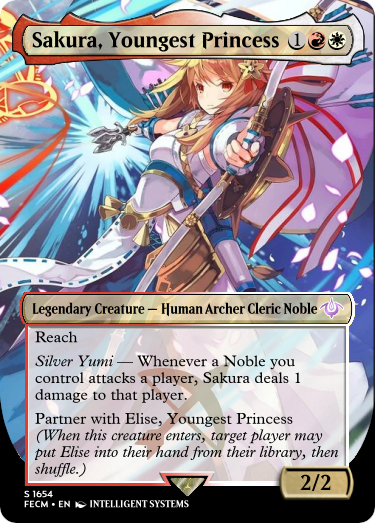 Sakura, Youngest Princess 1
Legendary Creature — Human Archer Cleric Noble
Reach
Silver Yumi — Whenever a Noble you
control attacks a player, Sakura deals 1
damage to that player.
Partner with Elise, Youngest Princess
(When this creature enters, target player may
put Elise into their hand from their library, then
shuffle.)
2/2
S 1654
FECM • EN INTELLIGENT SYSTEMS